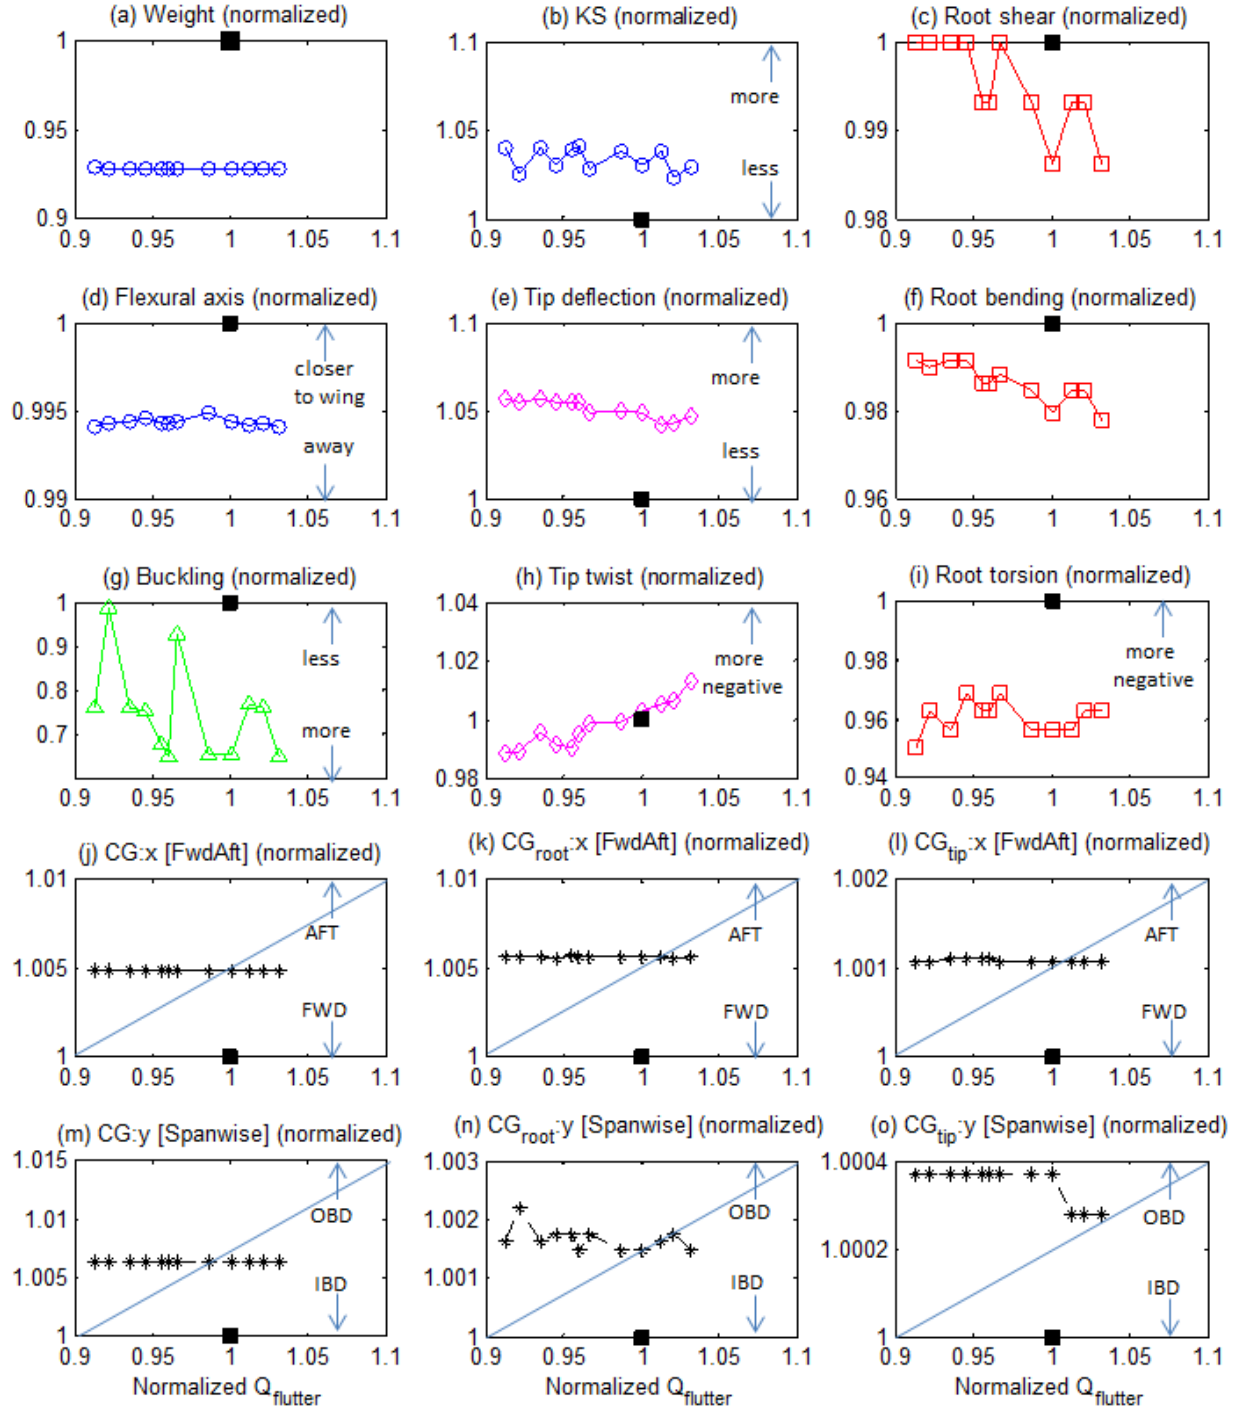 (a) Weight (normalized)
1
0.95
0.9
0.9 0.95 1 1.05 1.1
(b) KS (normalized)
1.1
more
1.05
less
1
0.9 0.95 1 1.05 1.1
(c) Root shear (normalized)
1
0.99
0.98
0.9 0.95 1 1.05 1.1
(d) Flexural axis (normalized)
1
closer
to wing
0.995
away
0.99
0.9 0.95 1 1.05 1.1
(e) Tip deflection (normalized)
1.1
more
1.05
less
1
0.9 0.95 1 1.05 1.1
(f) Root bending (normalized)
1
0.98
0.96
0.9 0.95 1 1.05 1.1
(g) Buckling (normalized)
1
0.9
less
0.8
0.7
more
0.9 0.95 1 1.05 1.1
(h) Tip twist (normalized)
1.04
1.02
more
negative
1
0.98
0.9 0.95 1 1.05 1.1
(i) Root torsion (normalized)
1
0.98
more
negative
0.96
0.94
0.9 0.95 1 1.05 1.1
(j) CG:x [FwdAft] (normalized)
1.01
AFT
1.005
FWD
1
0.9 0.95 1 1.05 1.1
(k) CGroot:x [FwdAft] (normalized)
1.01
AFT
1.005
FWD
1
0.9 0.95 1 1.05 1.1
(l) CGtip:x [FwdAft] (normalized)
1.002
AFT
1.001
FWD
1
0.9 0.95 1 1.05 1.1
(m) CG:y [Spanwise] (normalized)
1.015
OBD
1.01
1.005
IBD
1
0.9 0.95 1 1.05 1.1
Normalized Qflutter
(n) CGroot:y [Spanwise] (normalized)
1.003
OBD
1.002
1.001
IBD
1
0.9 0.95 1 1.05 1.1
Normalized Qflutter
(o) CGtip:y [Spanwise] (normalized)
1.0004
OBD
1.0002
IBD
1
0.9 0.95 1 1.05 1.1
Normalized Qflutter